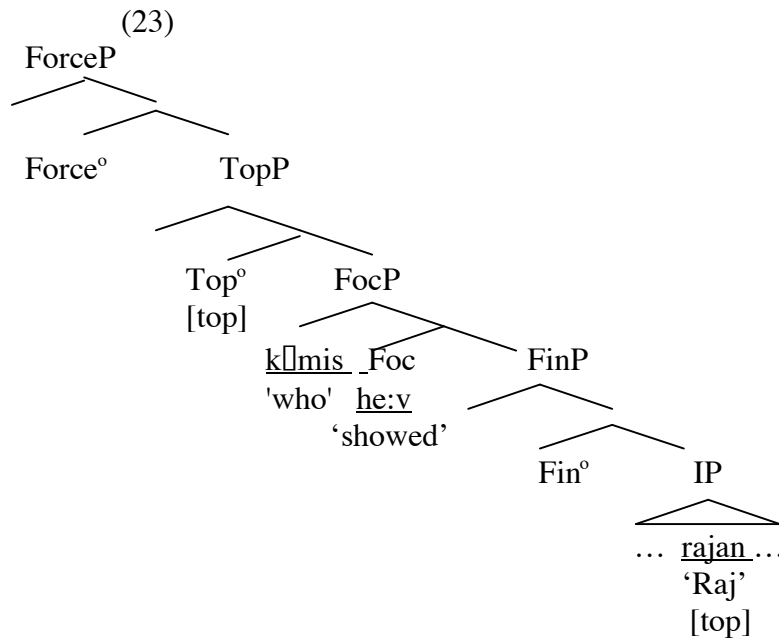 (23)
ForceP
Forceº TopP
Topº FocP
[top]
k▯mis Foc FinP
'who' he:v
‘showed’
Finº IP
… rajan …
‘Raj’
[top]